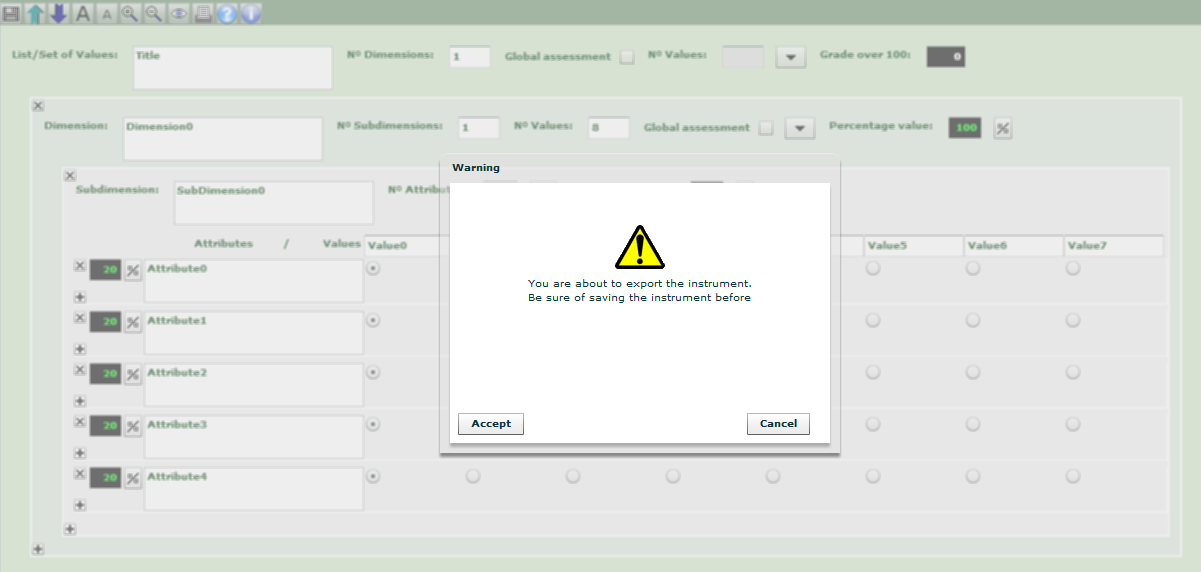 List/Set of Values: Title Nº Dimensions: 1 Global assessment Nº Values: Grade over 100: 0
Dimension: Dimension0 Nº Subdimensions: 1 Nº Values: 8 Global assessment Percentage value: 100 %
Warning
Subdimension: SubDimension0 Nº
Attributes / Values Value0 Value5 Value6 Value7
20 % Attribute0
You are about to export the instrument.
Be sure of saving the instrument before
20 % Attribute1
20 % Attribute2
20 % Attribute3
Accept Cancel
20 % Attribute4